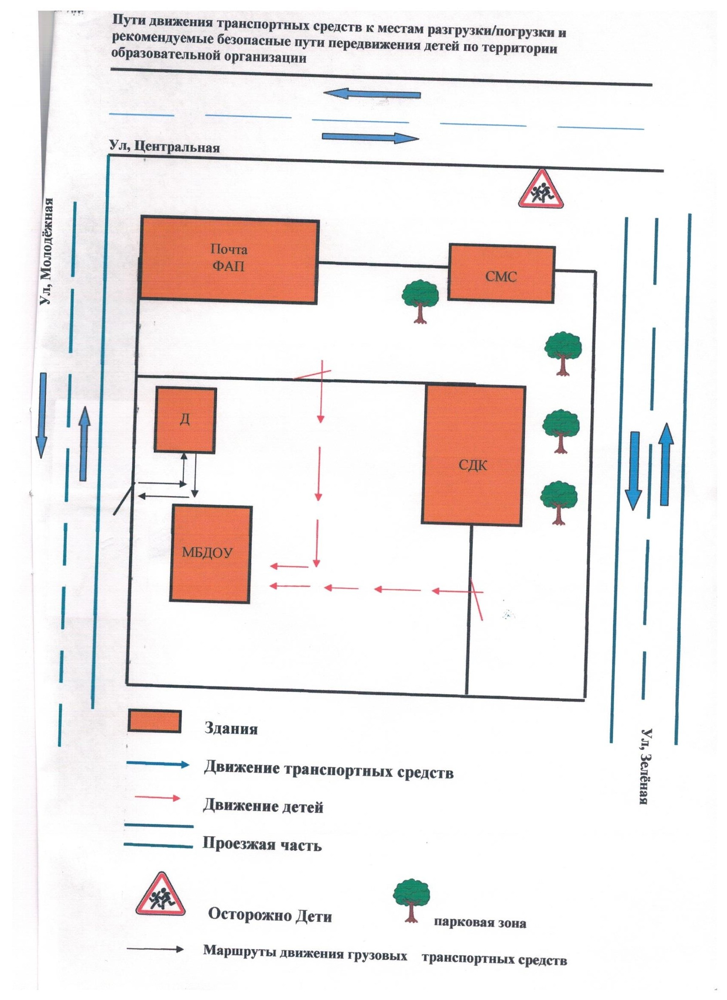 Пути движения транспортных средств к местам разгрузки/погрузки и
рекомендуемые безопасные пути передвижения детей по территории
образовательной организации
Ул, Центральная
Ул, Молодёжная
Почта
ФАП
СМС
Д
СДК
МБДОУ
Ул, Зелёная
Здания
Движение транспортных средств
Движение детей
Проезжая часть
Осторожно Дети
парковая зона
Маршруты движения грузовых транспортных средств